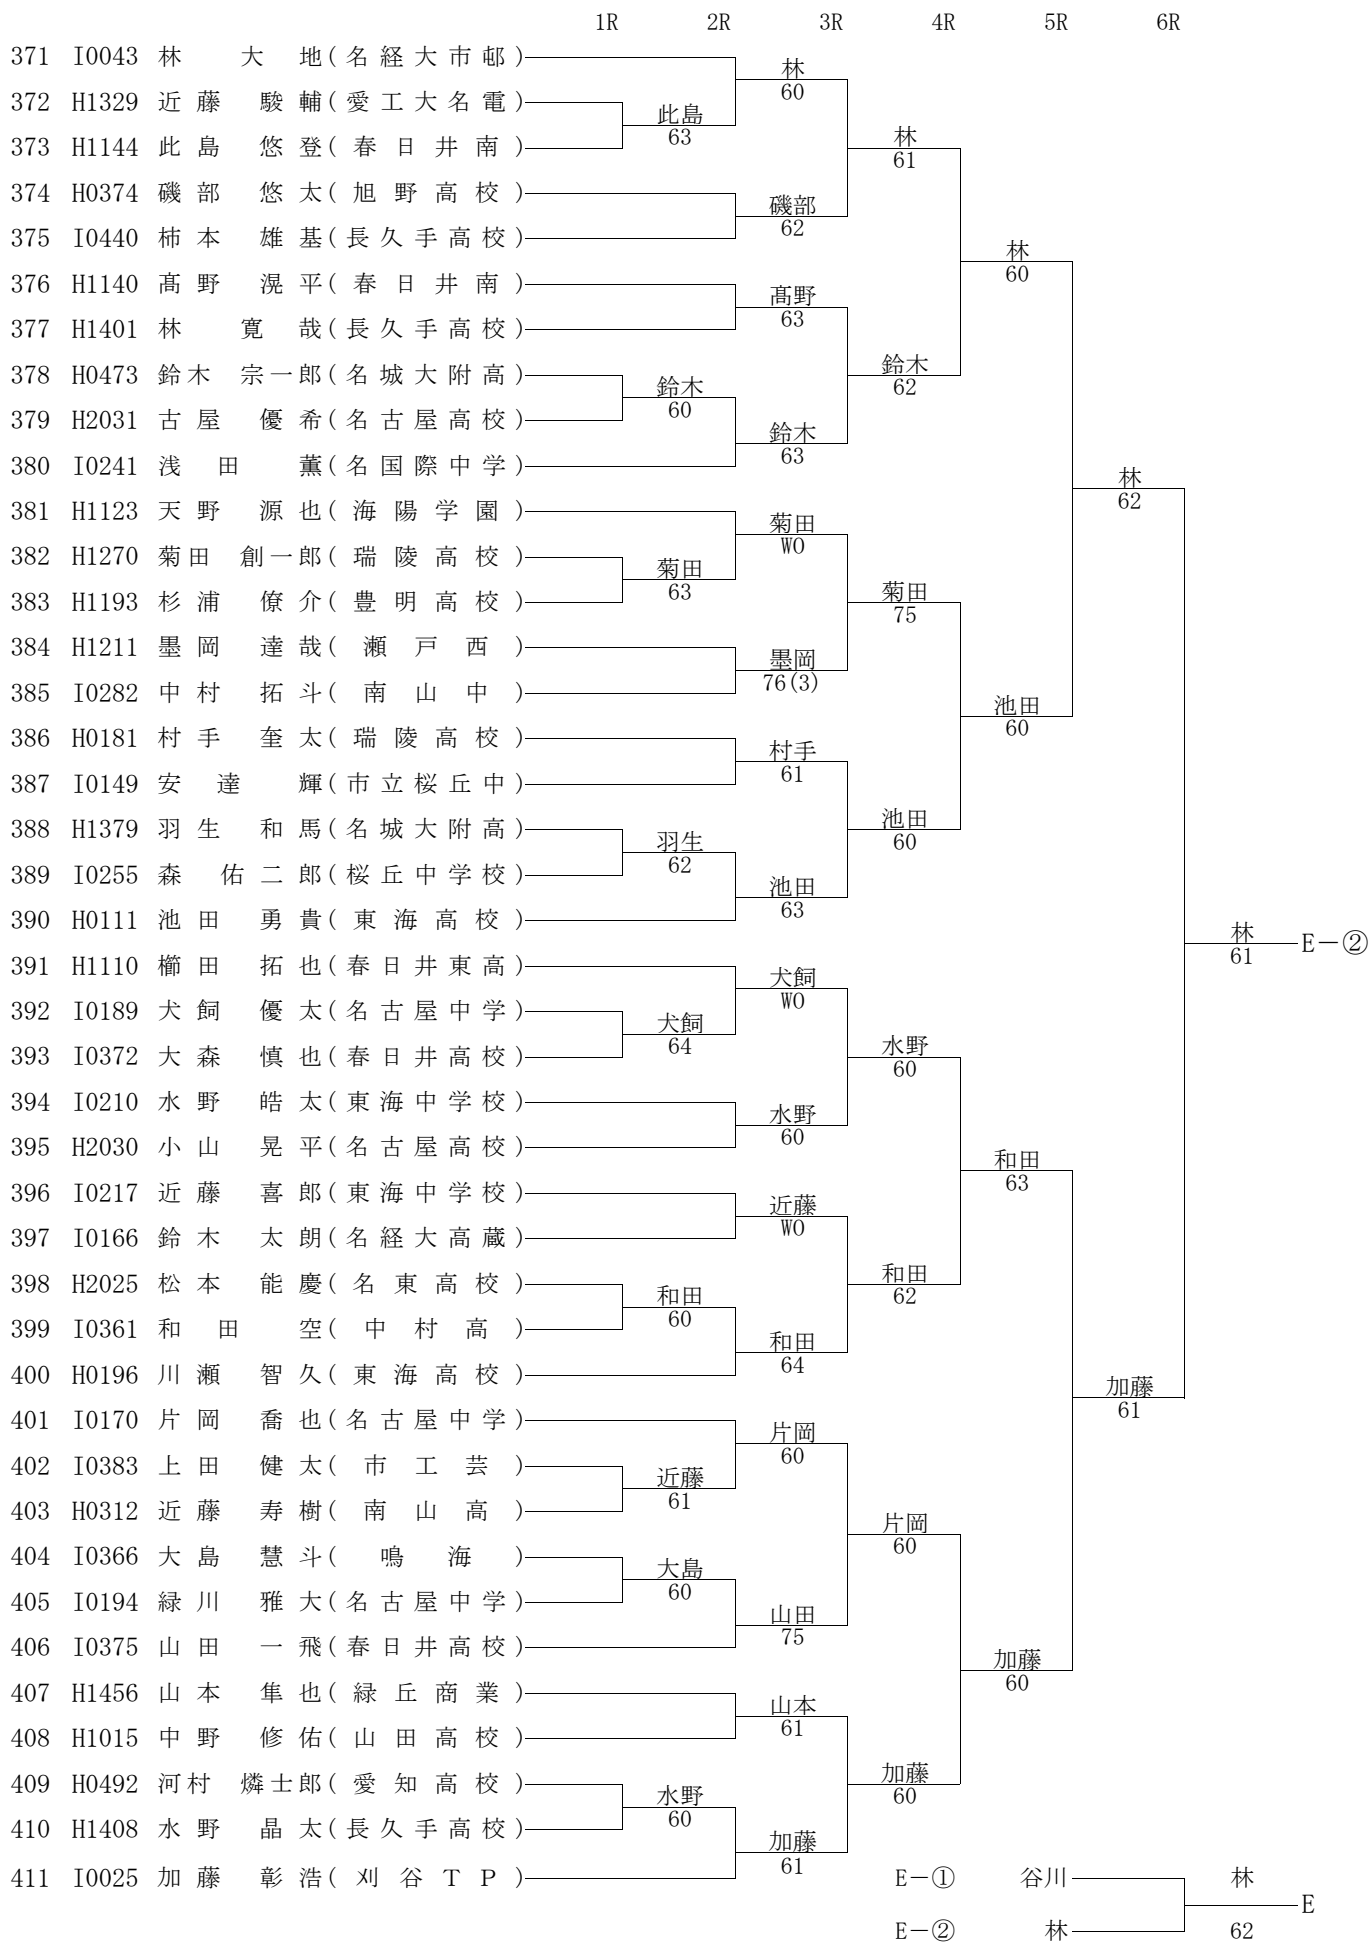 1R 2R 3R 4R 5R 6R
371 I0043 林 大 地(名経大市邨)
林
60
372 H1329 近藤 駿輔(愛工大名電)
此島
63
373 H1144 此島 悠登(春日井南)
林
61
374 H0374 磯部 悠太(旭野高校)
磯部
62
375 I0440 柿本 雄基(長久手高校)
林
60
376 H1140 髙野 滉平(春日井南)
髙野
63
377 H1401 林 寛 哉(長久手高校)
378 H0473 鈴木 宗一郎(名城大附高)
鈴木
62
鈴木
60
379 H2031 古屋 優希(名古屋高校)
鈴木
63
380 I0241 浅 田 薫(名国際中学)
林
62
381 H1123 天野 源也(海陽学園)
菊田
WO
382 H1270 菊田 創一郎(瑞陵高校)
菊田
63
383 H1193 杉浦 僚介(豊明高校)
菊田
75
384 H1211 墨岡 達哉(瀬戸西)
墨岡
76(3)
385 I0282 中村 拓斗(南山中)
池田
60
386 H0181 村手 奎太(瑞陵高校)
村手
61
387 I0149 安 達 輝(市立桜丘中)
388 H1379 羽生 和馬(名城大附高)
池田
60
羽生
62
389 I0255 森 佑二郎(桜丘中学校)
池田
63
390 H0111 池田 勇貴(東海高校)
林
61
E-②
391 H1110 櫛田 拓也(春日井東高)
犬飼
WO
392 I0189 犬飼 優太(名古屋中学)
犬飼
64
393 I0372 大森 慎也(春日井高校)
水野
60
394 I0210 水野 皓太(東海中学校)
水野
60
395 H2030 小山 晃平(名古屋高校)
和田
63
396 I0217 近藤 喜郎(東海中学校)
近藤
WO
397 I0166 鈴木 太朗(名経大高蔵)
398 H2025 松本 能慶(名東高校)
和田
62
和田
60
399 I0361 和 田 空(中村高)
和田
64
400 H0196 川瀬 智久(東海高校)
加藤
61
401 I0170 片岡 喬也(名古屋中学)
片岡
60
402 I0383 上田 健太(市工芸)
近藤
61
403 H0312 近藤 寿樹(南山高)
片岡
60
404 I0366 大島 慧斗(鳴海)
大島
60
405 I0194 緑川 雅大(名古屋中学)
山田
75
406 I0375 山田 一飛(春日井高校)
加藤
60
407 H1456 山本 隼也(緑丘商業)
山本
61
408 H1015 中野 修佑(山田高校)
409 H0492 河村 燐士郎(愛知高校)
加藤
60
水野
60
410 H1408 水野 晶太(長久手高校)
加藤
61
411 I0025 加藤 彰浩(刈谷TP)
E-① 谷川 林
E
E-② 林 62